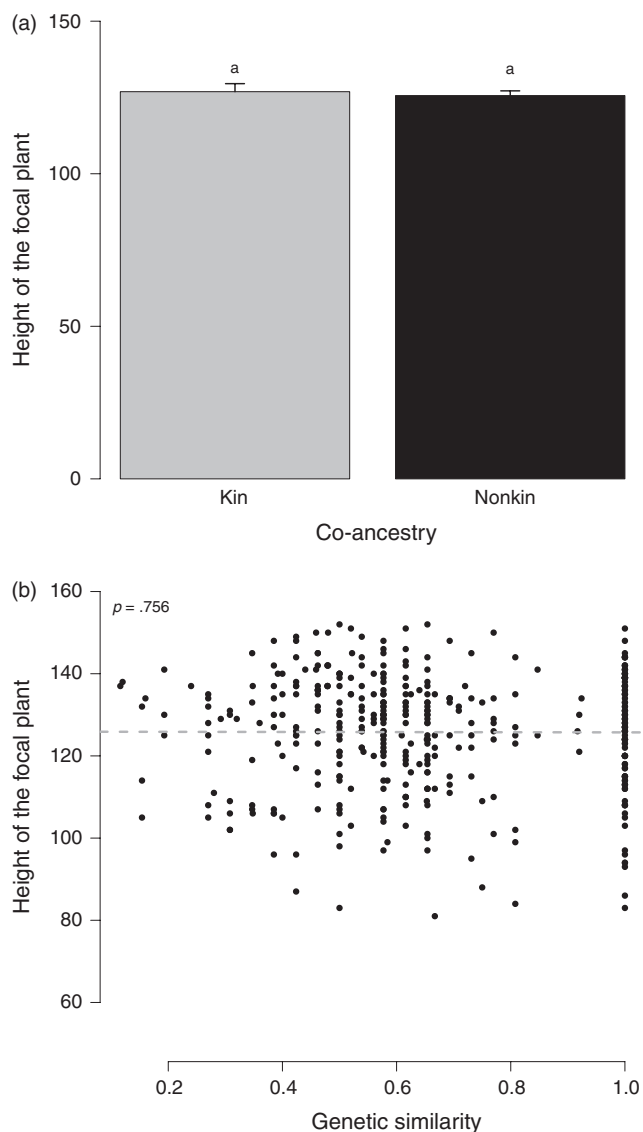 (a)
150
100
50
0
Height of the focal plant
a
a
Kin
Nonkin
Co-ancestry
(b)
160
140
120
100
80
60
Height of the focal plant
p = .756
0.2
0.4
0.6
0.8
1.0
Genetic similarity